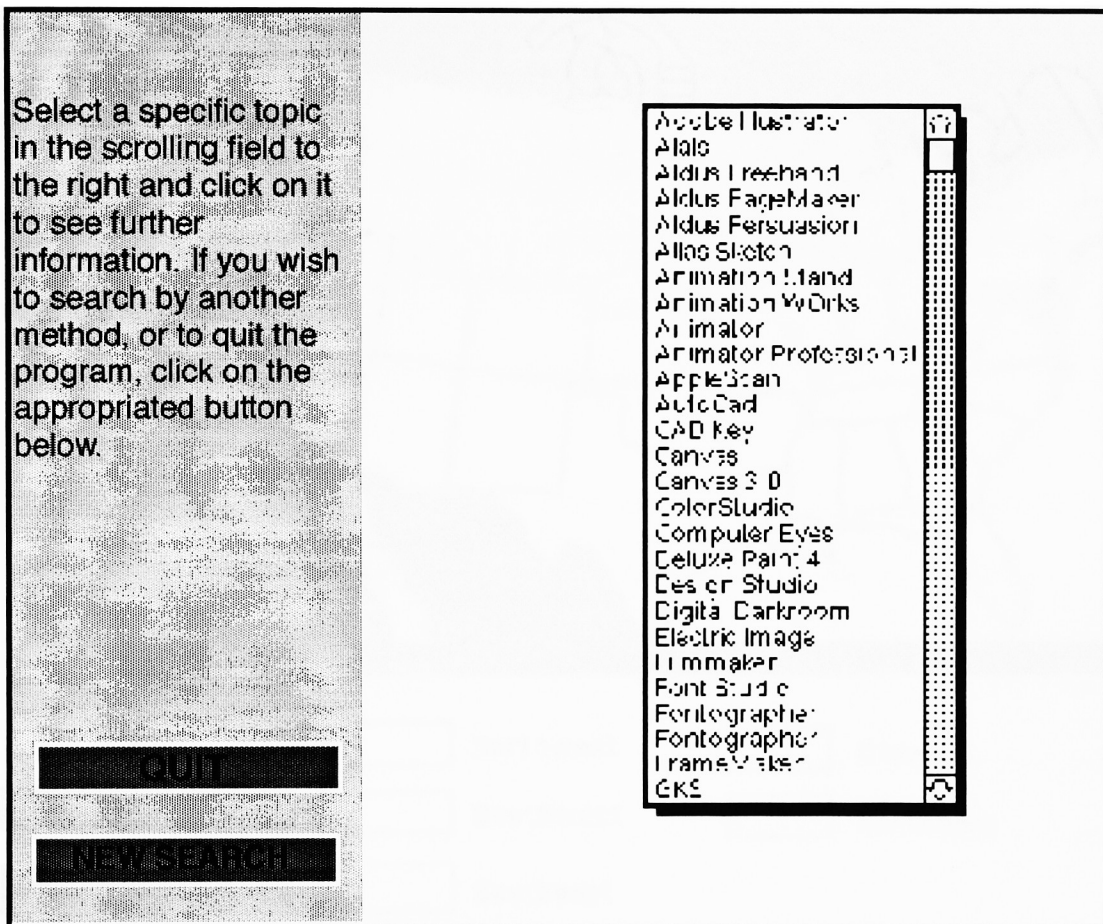 Select a specific topic
in the scrolling field to
the right and click on it
to see further
information. If you wish
to search by another
method, or to quit the
program, click on the
appropriated button
below.
QUIT
NEW SEARCH
Adobe Illustrator
Aldus Freehand
Aldus PageMaker
Aldus Persuasion
Sketch
Animation Stand
Animation WOrks
Animator
Animator Professional
AppleScan
AutoCad
CAD Key
Canvas
Canvas 3.0
ColorStudio
Computer Eyes
Deluxe Paint 4
Design Studio
Digital Darkroom
Electric Image
Filmmaker
Font Studio
Fontographer
Fontographer
FrameMaker
GKS